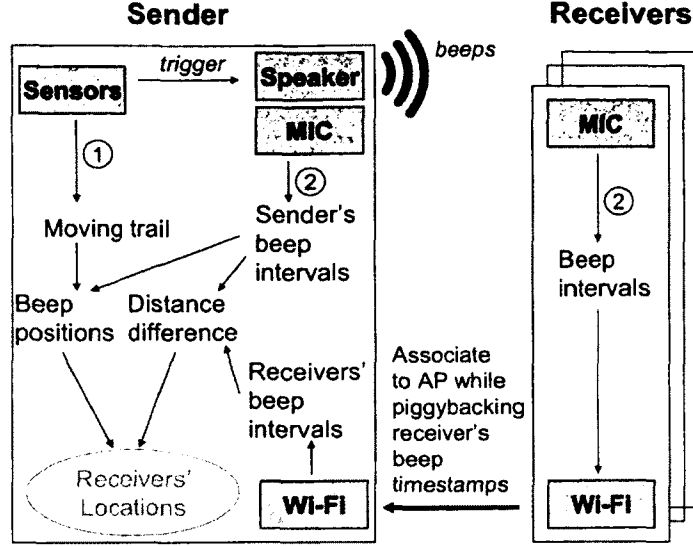 Sender
Receivers
Sensors
trigger
Speaker
beeps
MIC
MIC
1
2
2
Moving trail
Sender's
beep
intervals
Beep
intervals
Beep
positions
Distance
difference
Receivers'
beep
intervals
Associate
to AP while
piggybacking
receiver's
beep
timestamps
Receivers'
Locations
Wi-Fi
Wi-Fi